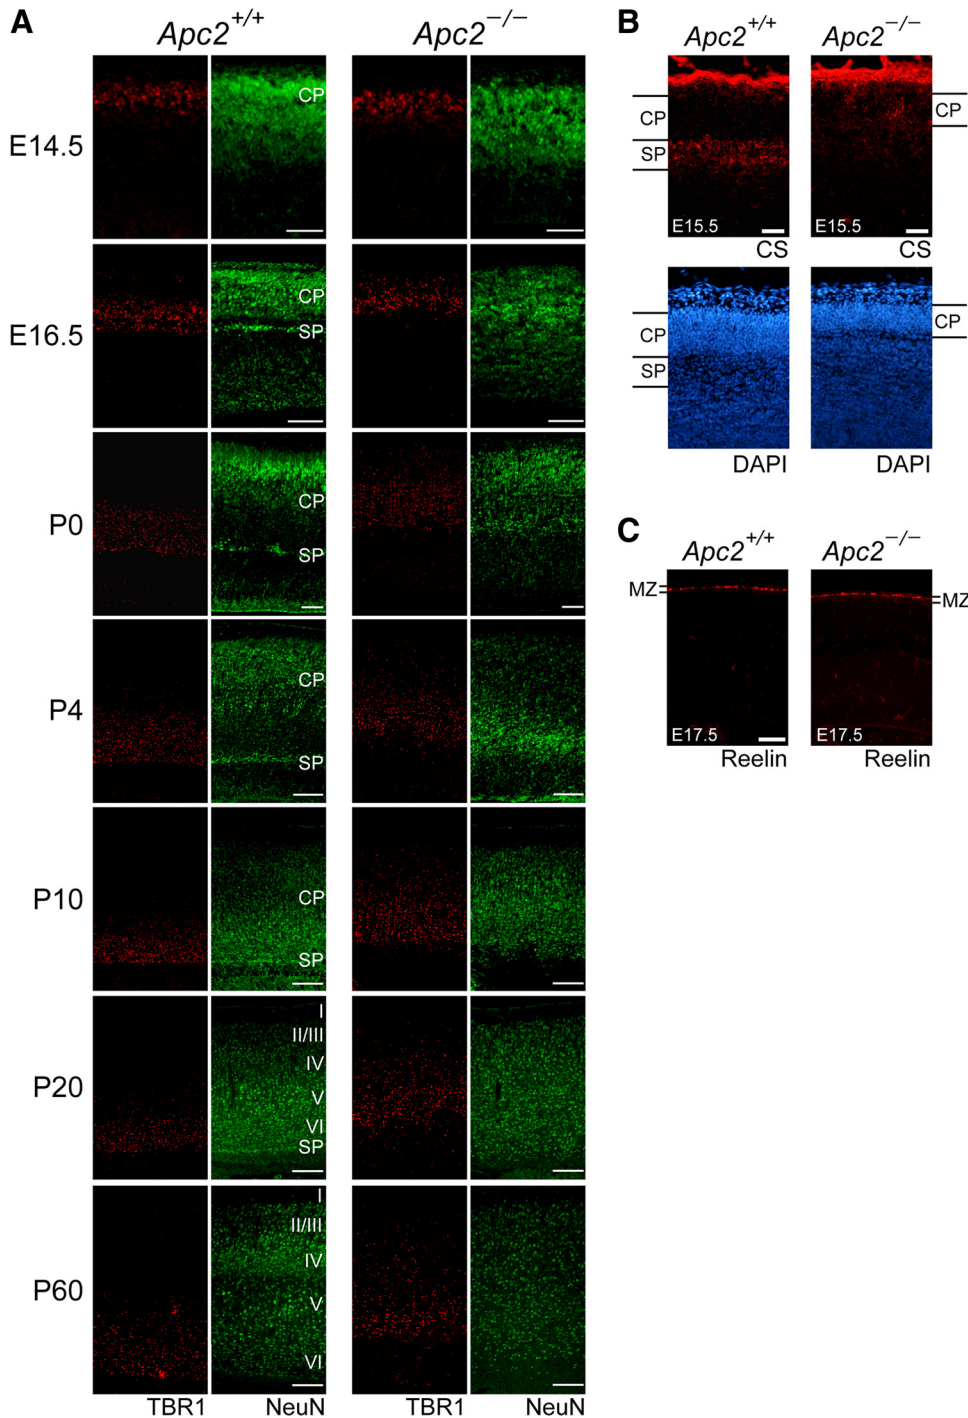 A
Apc2+/+ Apc2−/−
E14.5
CP
E16.5
CP
SP
P0
CP
SP
P4
CP
SP
P10
CP
SP
P20
I
II/III
IV
V
VI
SP
P60
I
II/III
IV
V
VI
TBR1 NeuN TBR1 NeuN
B
Apc2+/+ Apc2−/−
CP
SP
CP
E15.5 E15.5
CS CS
CP
SP
CP
DAPI DAPI
C
Apc2+/+ Apc2−/−
MZ MZ
E17.5 E17.5
Reelin Reelin